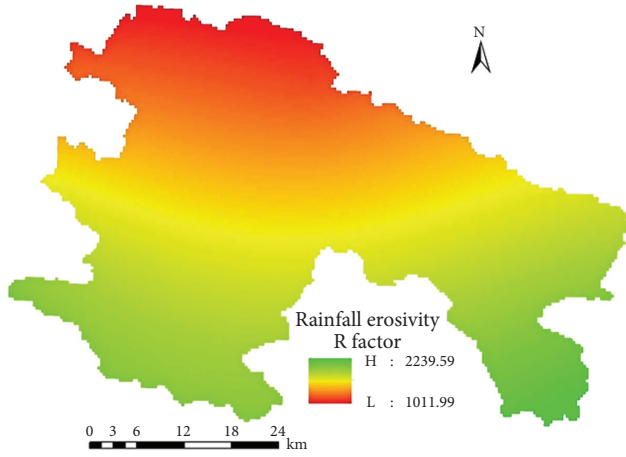 N
Rainfall erosivity
R factor
H : 2239.59
L : 1011.99
0 3 6 12 18 24
km